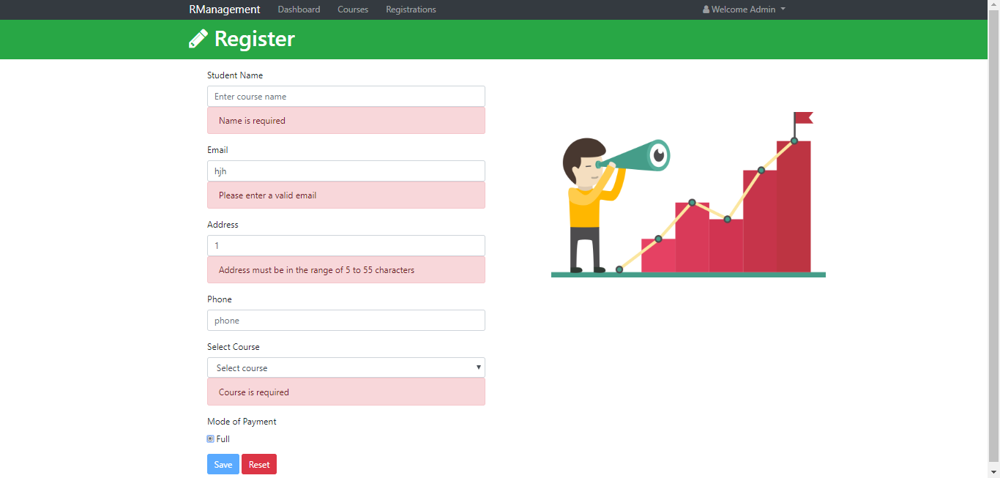 RManagement Dashboard Courses Registrations Welcome Admin
Register
Student Name
Enter course name
Name is required
Email
hjh
Please enter a valid email
Address
1
Address must be in the range of 5 to 55 characters
Phone
phone
Select Course
Select course
Course is required
Mode of Payment
Full
Save Reset